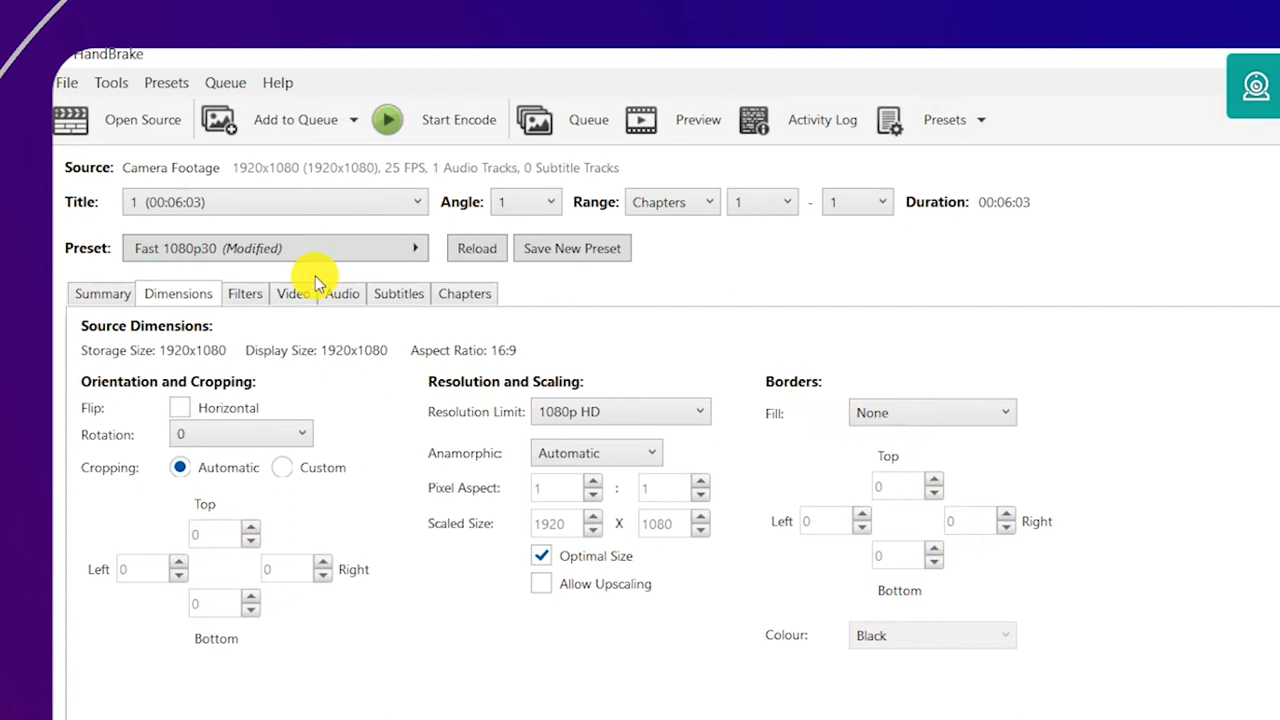 HandBrake
File Tools Presets Queue Help
Open Source Add to Queue Start Encode Queue Preview Activity Log Presets
Source: Camera Footage 1920x1080 (1920x1080), 25 FPS, 1 Audio Tracks, 0 Subtitle Tracks
Title: 1 (00:06:03) Angle: 1 Range: Chapters 1 - 1 Duration: 00:06:03
Preset: Fast 1080p30 (Modified) Reload Save New Preset
Summary Dimensions Filters Video Audio Subtitles Chapters
Source Dimensions:
Storage Size: 1920x1080 Display Size: 1920x1080 Aspect Ratio: 16:9
Orientation and Cropping: Resolution and Scaling: Borders:
Flip: Horizontal Resolution Limit: 1080p HD Fill: None
Rotation: 0 Anamorphic: Automatic Top
Cropping: Automatic Custom Pixel Aspect: 1 : 1 0
Top Scaled Size: 1920 X 1080 Left 0 0 Right
0 Optimal Size 0
Left 0 0 Right Allow Upscaling Bottom
0 Colour: Black
Bottom